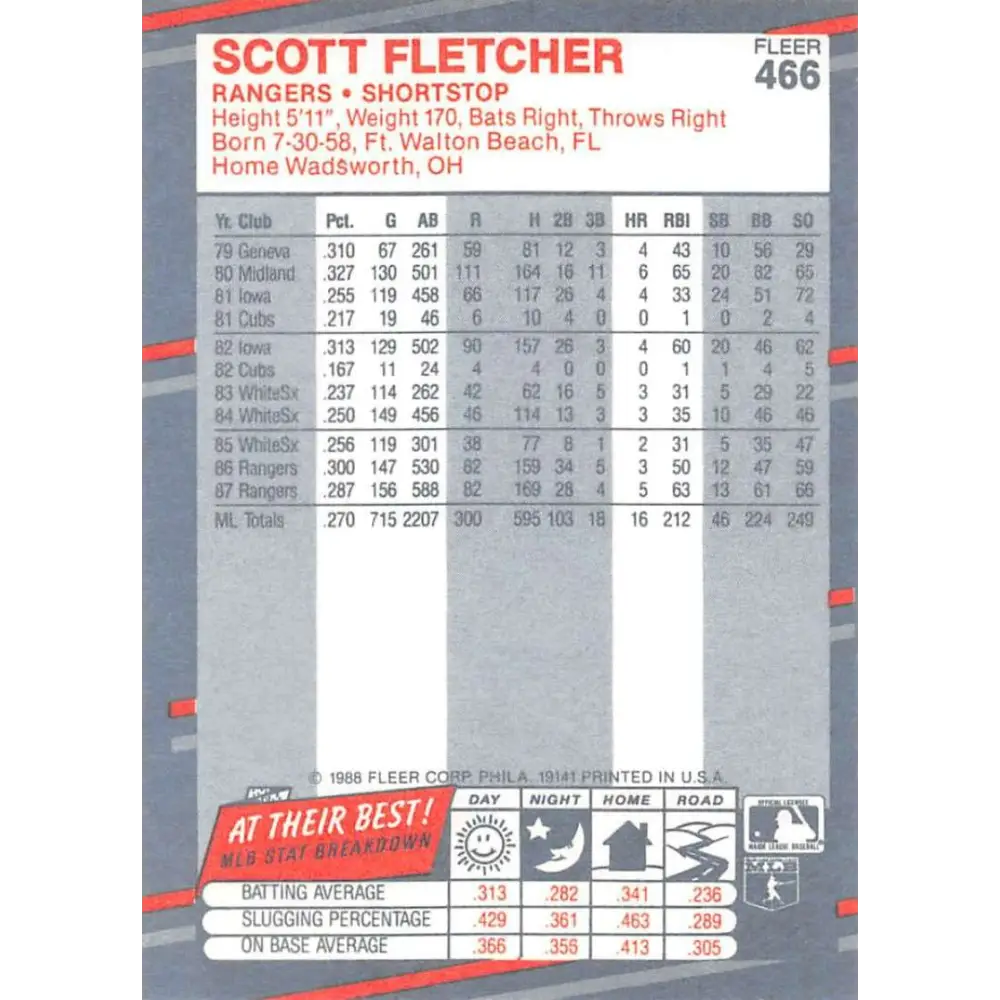 SCOTT FLETCHER
FLEER
466
RANGERS • SHORTSTOP
Height 5'11", Weight 170, Bats Right, Throws Right
Born 7-30-58, Ft. Walton Beach, FL
Home Wadsworth, OH
Yr. Club Pct. G AB R H 2B 3B HR RBI SB BB SO
79 Geneva .310 67 261 59 81 12 3 4 43 10 56 29
80 Midland .327 130 501 111 164 16 11 6 65 20 82 65
81 Iowa .255 119 458 66 117 26 4 4 33 24 51 72
81 Cubs .217 19 46 6 10 4 0 0 1 0 2 4
82 Iowa .313 129 502 90 157 26 3 4 60 20 46 62
82 Cubs .167 11 24 4 4 0 0 0 1 1 4 5
83 WhiteSx .237 114 262 42 62 16 5 3 31 5 29 22
84 WhiteSx .250 149 456 46 114 13 3 3 35 10 46 46
85 WhiteSx .256 119 301 38 77 8 1 2 31 5 35 47
86 Rangers .300 147 530 82 159 34 5 3 50 12 47 59
87 Rangers .287 156 588 82 169 28 4 5 63 13 61 66
ML Totals .270 715 2207 300 595 103 18 16 212 46 224 249
© 1988 FLEER CORP. PHILA. 19141 PRINTED IN U.S.A.
AT THEIR BEST!
MLB STAT BREAKDOWN
DAY NIGHT HOME ROAD
BATTING AVERAGE .313 .282 .341 .236
SLUGGING PERCENTAGE .429 .361 .463 .289
ON BASE AVERAGE .366 .356 .413 .305
OFFICIAL LICENSEE
MAJOR LEAGUE BASEBALL